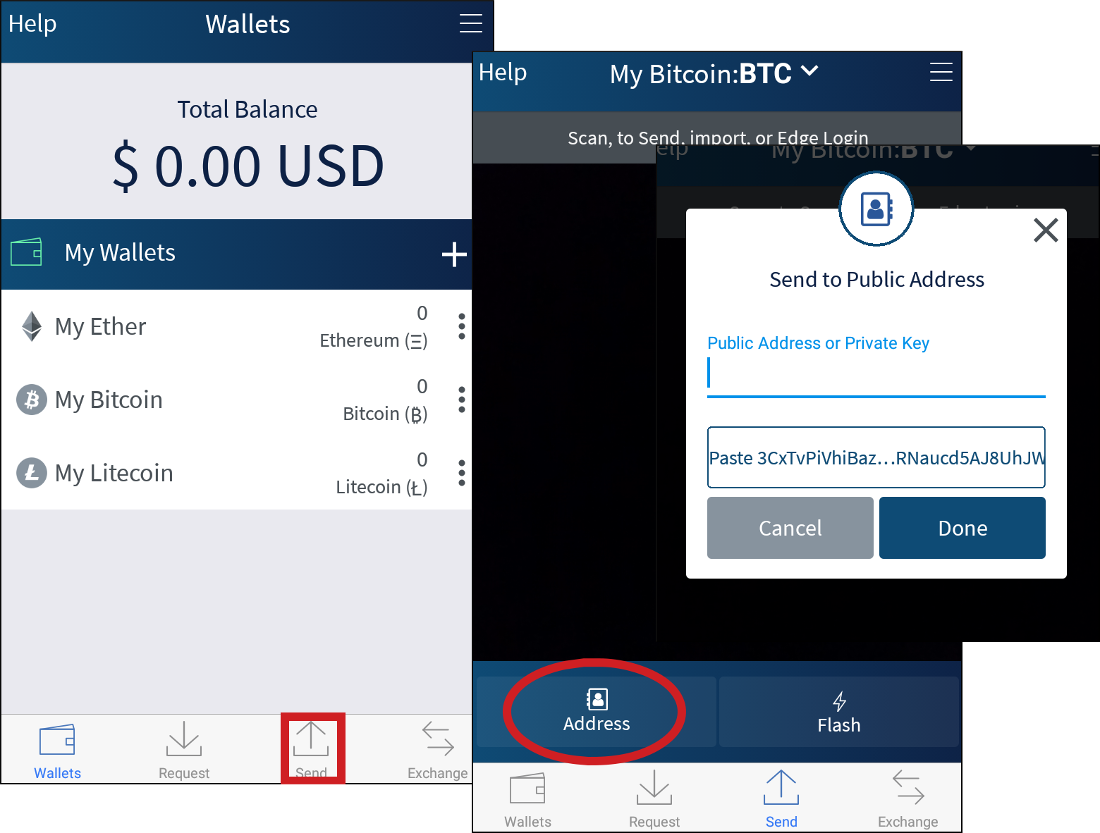 Help
Wallets
Total Balance
$ 0.00 USD
My Wallets
+
My Ether
0
Ethereum (Ξ)
My Bitcoin
0
Bitcoin (₿)
My Litecoin
0
Litecoin (Ł)
Wallets
Request
Send
Exchange
Help
My Bitcoin:BTC
Scan, to Send, import, or Edge Login
elp
My Bitcoin:BTC
Send to Public Address
Public Address or Private Key
Paste 3CxTvPiVhiBaz...RNaucd5AJ8UhJW
Cancel
Done
Address
Flash
Wallets
Request
Send
Exchange